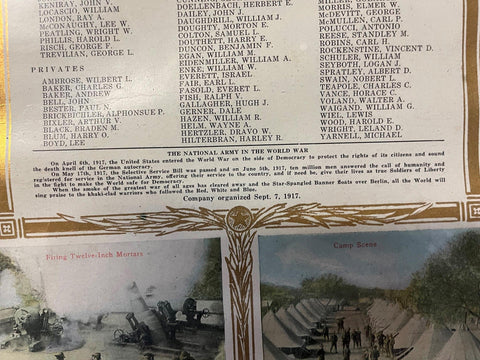 KENIRAY, JOHN V.
LOCARNI, WILLIAM
LONDON, RAY A.
McCONAUGHY, LEE W.
PEATLING, WRIGHT W.
PHILLIS, HAROLD L.
RISCH, GEORGE F.
TREVILIAN, GEORGE L.
PRIVATES
AMBROSE, WILBERT L.
BAKER, CHARLES G.
BAKER, ANDREW
BELL, JOHN
BESTER, PAUL N.
BRICKBICHLER, ALPHONSUE P.
BIXLER, ARTHUR V.
BLACK, BRADEN M.
BLUM, HARRY O.
BOYD, LEE
DOELLENBACH, HERBERT E.
DAILEY, JOHN J.
DAUGHDRILL, WILLIAM J.
DOUGHTY, MORTON E.
COLTON, SAMUEL L.
DOUTHETT, HARRY E.
DUNCON, BENJAMIN F.
EGAN, WILLIAM M.
EIDENMILLER, WILLIAM A.
ENKE, WILLIAM W.
EVERETT, ISRAEL
FAIR, EARL L.
FASOLD, EVERET L.
FISH, RALPH V.
GALLAGHER, HUGH J.
GERNER, DALE
HAZEN, WILLIAM R.
HELM, WAYNE A.
HERTZLER, DRAVO W.
HILTERBRAN, HARLEY R.
MORRIS, ELMER W.
McDEVITT, GEORGE
McMULLEN, CARL P.
POLUCCI, ANTONIO
REESE, STANDLEY M.
ROBINS, CARL H.
ROCKENSTINE, VINCENT D.
SCHULER, WILLIAM
SEYBOTH, LOGAN J.
SPRATLEY, ALBERT D.
SWAIN, NOBERT L.
TEAPOLE, CHARLES C.
VANCE, HORACE C.
VOLAND, WALTER A.
WAIGAND, WILLIAM G.
WIEL, LEWIS
WOOD, HAROLD E.
WRIGHT, LELAND D.
YARNELL, MICHAEL
THE NATIONAL ARMY IN THE WORLD WAR
On April 6th, 1917, the United States entered the World War on the side of Democracy to protect the rights of its citizens and sound
the death knell of the German autocracy.
On May 17th, 1917, the Selective Service Bill was passed and on June 5th, 1917, ten million men answered the call of humanity and
registered for service in the National Army, offering their service to the country, and if need be, give their lives as true Soldiers of Liberty
in the fight to make the World safe for Democracy.
When the smoke of the greatest war of all ages has cleared away and the Star-Spangled Banner floats over Berlin, all the World will
sing praise to the khaki-clad warriors who followed the Red, White and Blue.
Company organized Sept. 7, 1917.
Firing Twelve-Inch Mortars
Camp Scene